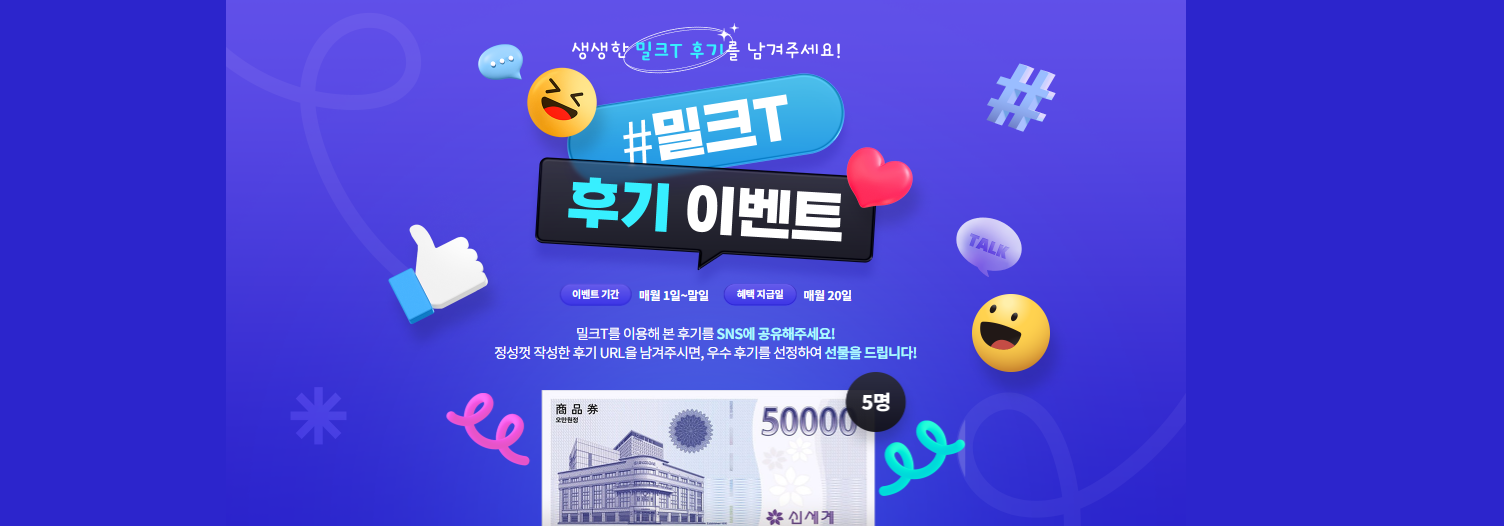 생생한 밀크T 후기를 남겨주세요!
#밀크T
후기 이벤트
이벤트 기간 매월 1일~말일 혜택 지급일 매월 20일
밀크T를 이용해 본 후기를 SNS에 공유해주세요!
정성껏 작성한 후기 URL을 남겨주시면, 우수 후기를 선정하여 선물을 드립니다!
#
TALK
商品券
오만원정
50000
5명
신세계